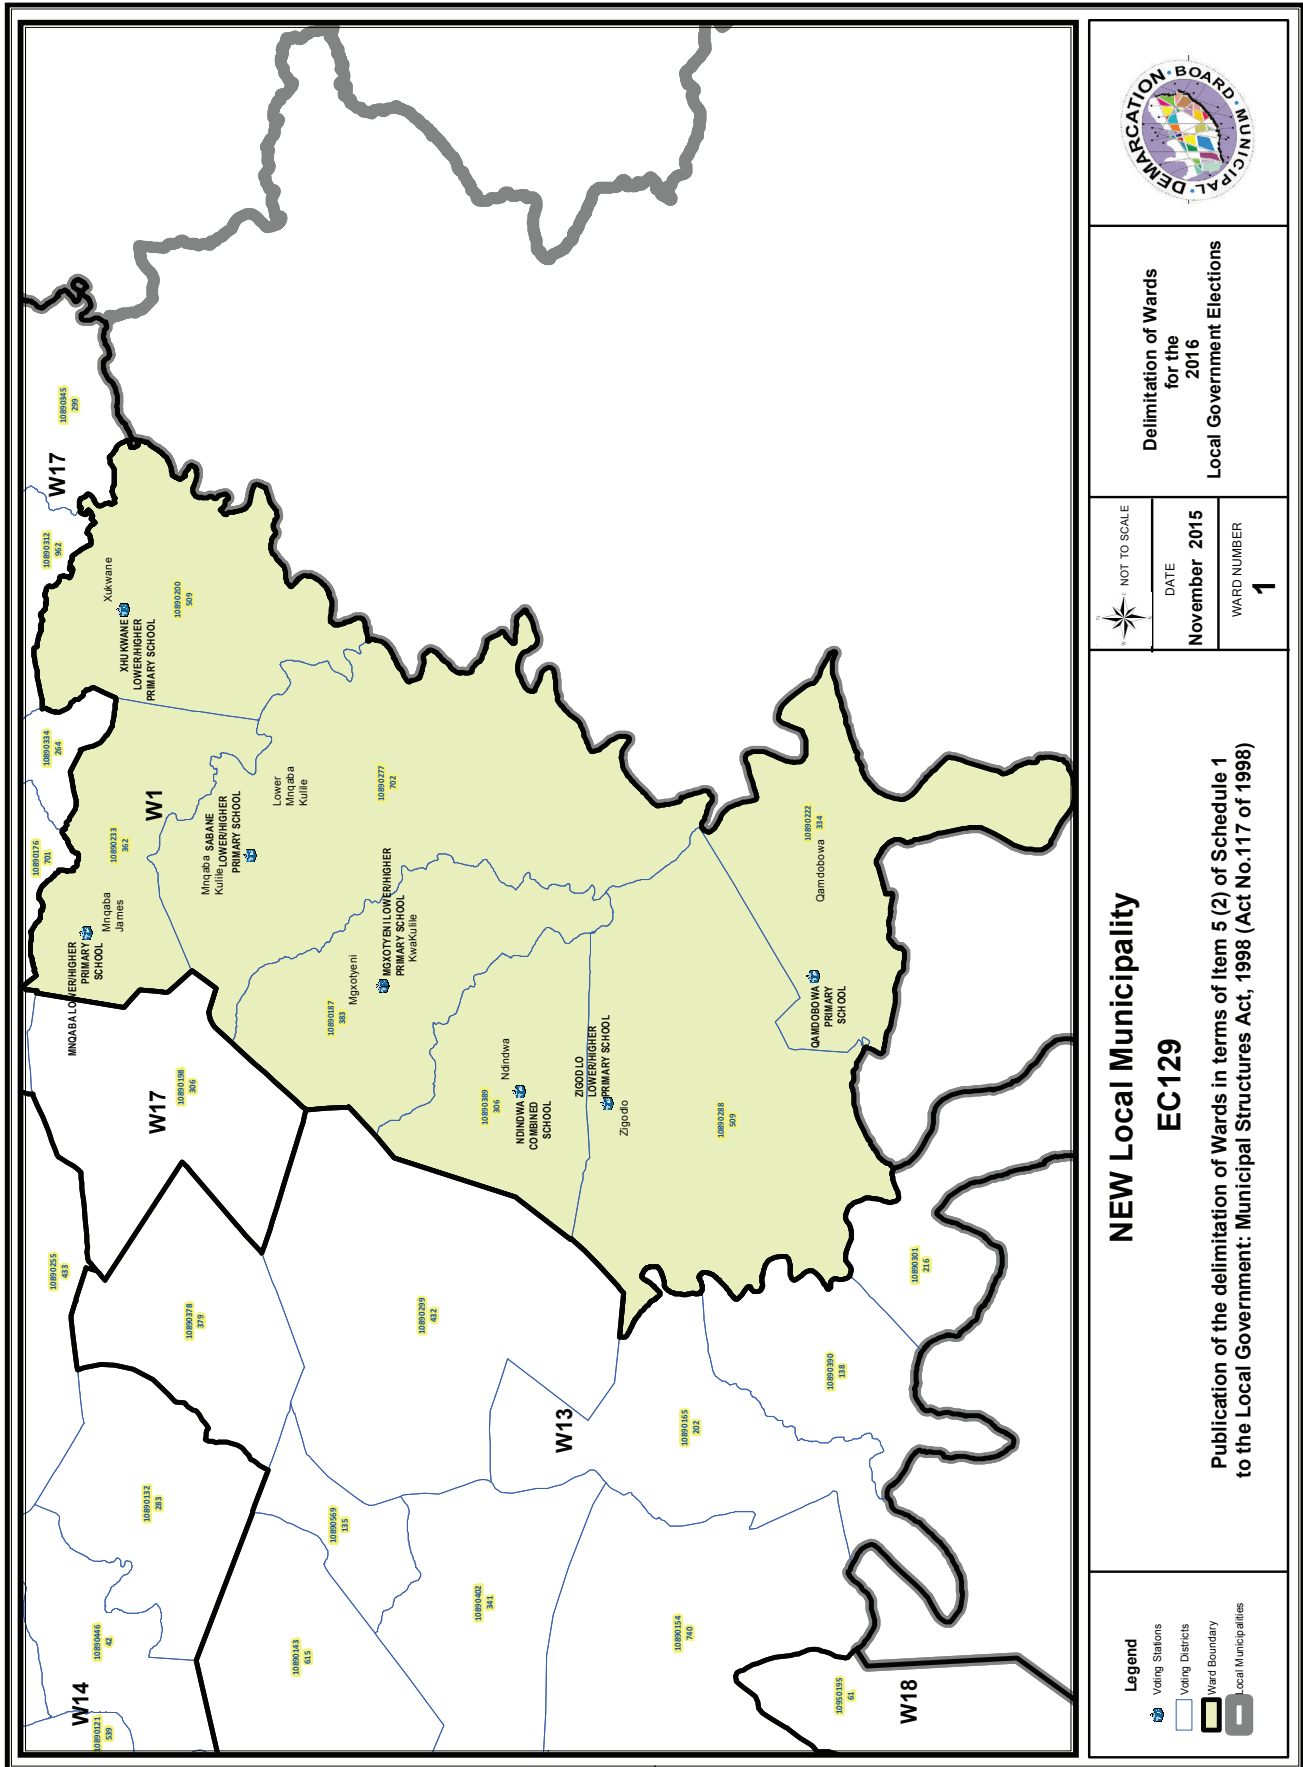 W17
W17
W1
W13
W14
W18
10890345
299
10890312
962
10890334
264
10890176
701
10890200
509
10890233
362
10890277
702
10890222
334
10890187
383
10890389
306
10890288
509
10890198
306
10890255
433
10890378
379
10890299
432
10890301
216
10890390
138
10890165
202
10890132
283
10890569
135
10890402
341
10890154
740
10890446
42
10890143
615
10890121
539
10950195
61
Xukwane
XHUKWANE
LOWER/HIGHER
PRIMARY SCHOOL
MNQABA LOWER/HIGHER
PRIMARY
SCHOOL
Mnqaba
James
Mnqaba
Kulile
SABANE
LOWER/HIGHER
PRIMARY SCHOOL
Lower
Mnqaba
Kulile
MGXOTYENI LOWER/HIGHER
PRIMARY SCHOOL
KwaKulile
Mgxotyeni
Ndindwa
NDINDWA
COMBINED
SCHOOL
ZIGODLO
LOWER/HIGHER
PRIMARY SCHOOL
Zigodlo
Qamdobowa
QAMDOBOWA
PRIMARY
SCHOOL
Legend
Voting Stations
Voting Districts
Ward Boundary
Local Municipalities
NEW Local Municipality
EC129
Publication of the delimitation of Wards in terms of Item 5 (2) of Schedule 1
to the Local Government: Municipal Structures Act, 1998 (Act No.117 of 1998)
N
W
E
S
NOT TO SCALE
DATE
November 2015
WARD NUMBER
1
Delimitation of Wards
for the
2016
Local Government Elections
MUNICIPAL · DEMARCATION · BOARD